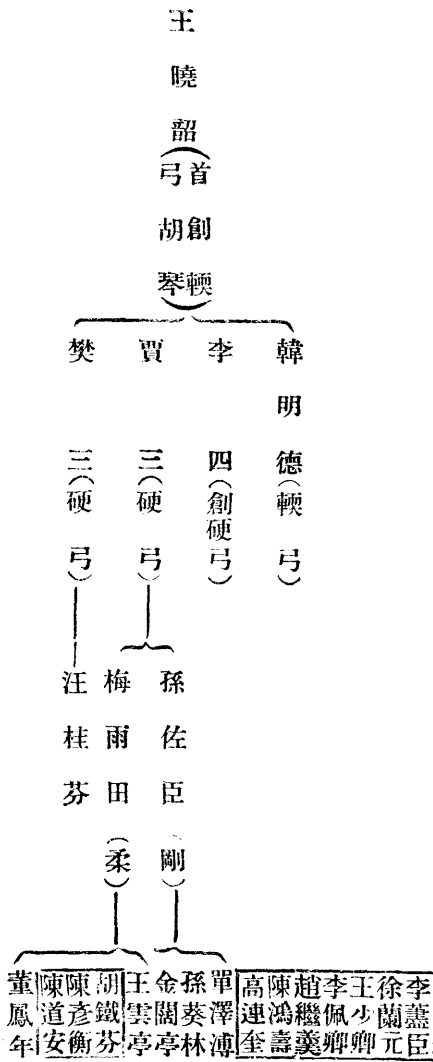 王曉韶(首創輭弓胡琴)
韓明德(輭弓)
李四(創硬弓)
賈三(硬弓)
樊三(硬弓)
孫佐臣(剛)
梅雨田(柔)
汪桂芬
李蕙臣
徐蘭元
王少卿
李佩卿
趙繼羹
陳鴻壽
高連奎
單澤溥
孫葵林
金闊亭
王雲亭
胡鐵芬
陳彥衡
陳道安
董鳳年